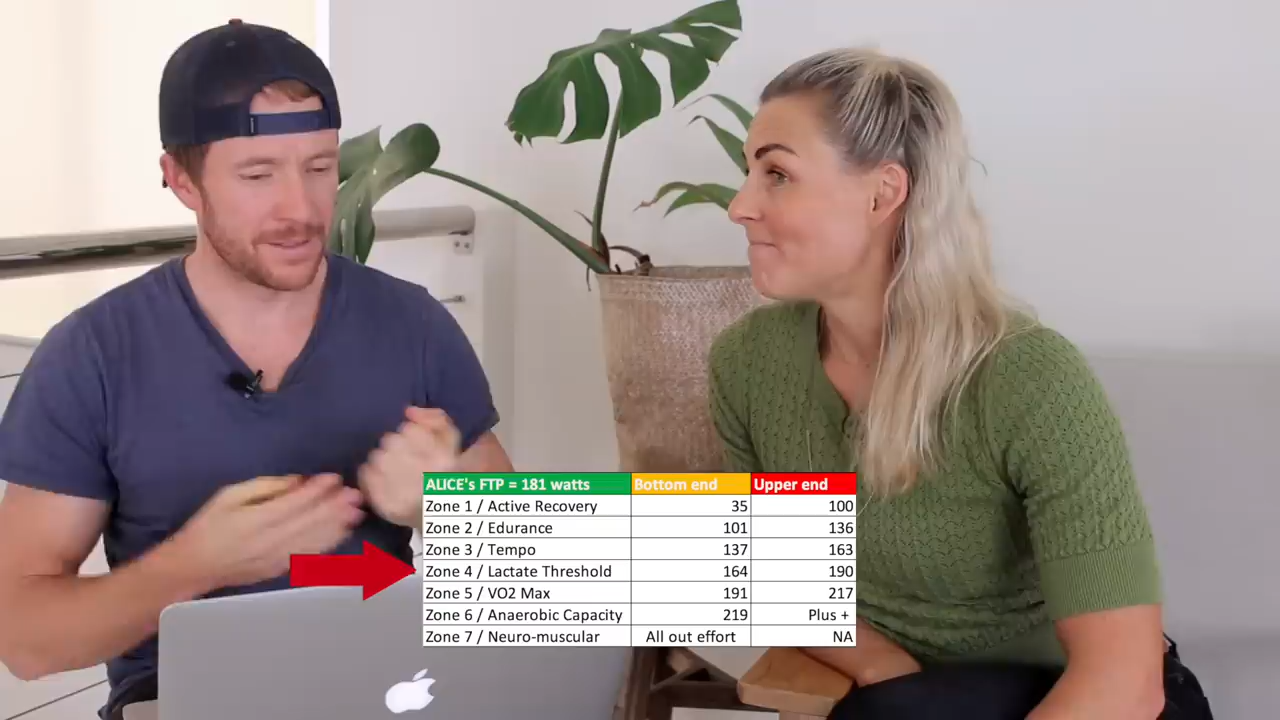 ALICE's FTP = 181 watts Bottom end Upper end
Zone 1 / Active Recovery 35 100
Zone 2 / Edurance 101 136
Zone 3 / Tempo 137 163
Zone 4 / Lactate Threshold 164 190
Zone 5 / VO2 Max 191 217
Zone 6 / Anaerobic Capacity 219 Plus +
Zone 7 / Neuro-muscular All out effort NA